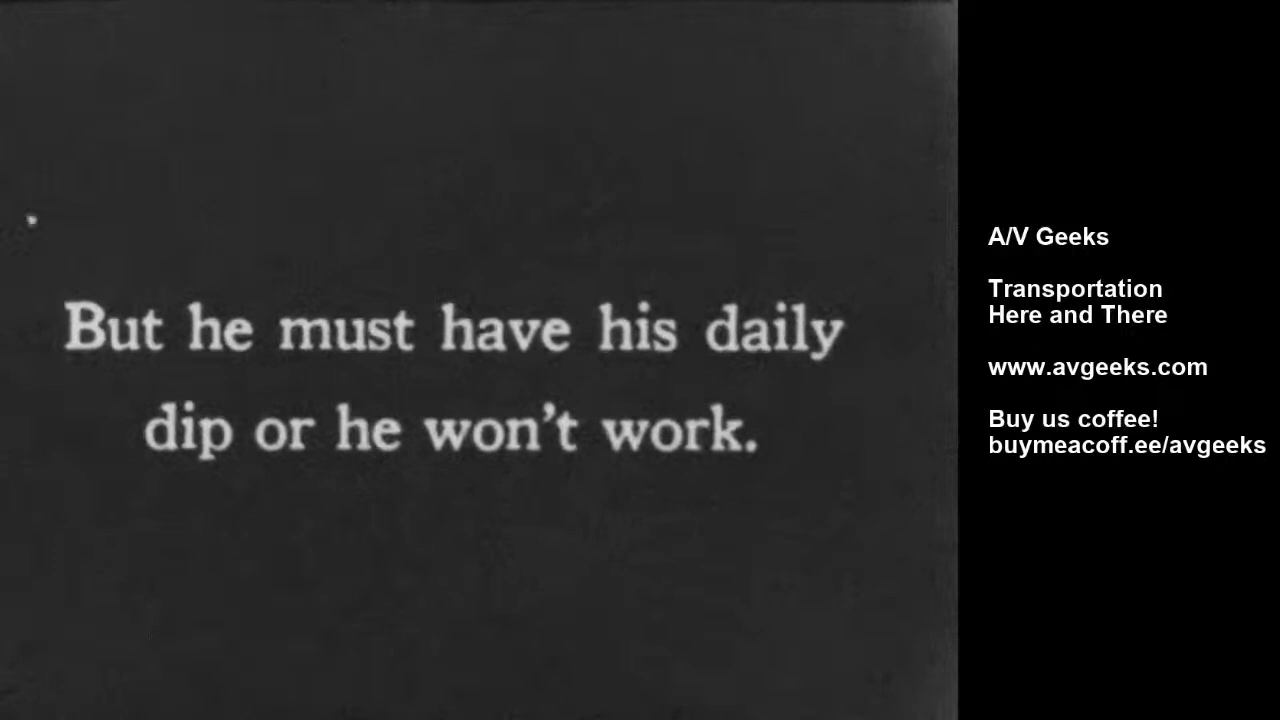 But he must have his daily
dip or he won't work.
A/V Geeks
Transportation
Here and There
www.avgeeks.com
Buy us coffee!
buymeacoff.ee/avgeeks